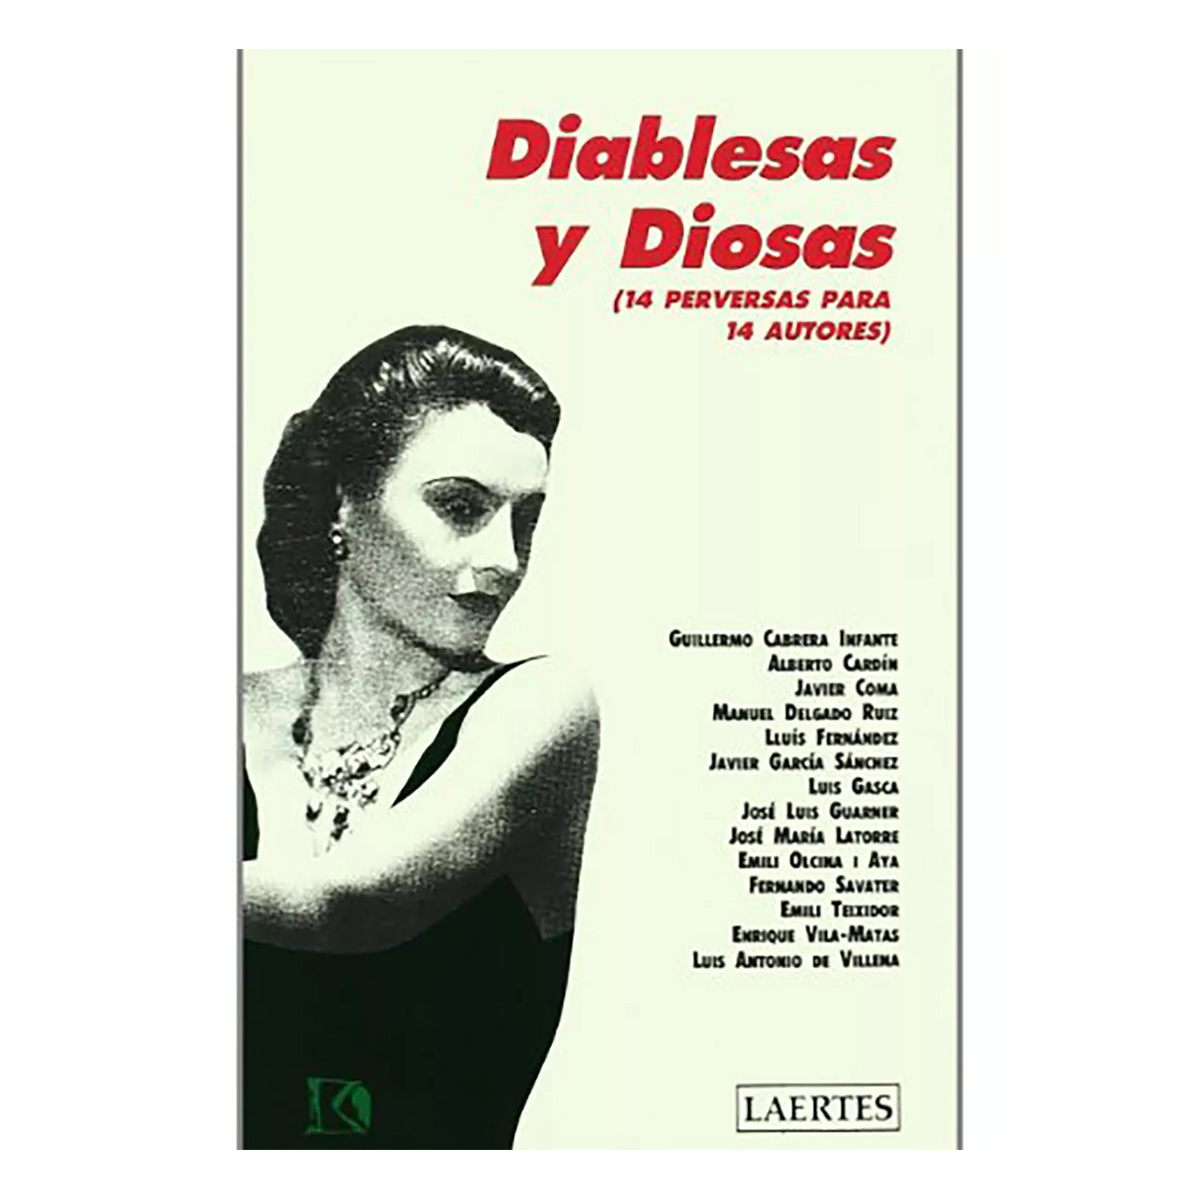 Diablesas
y Diosas
(14 PERVERSAS PARA
14 AUTORES)
GUILLERMO CABRERA INFANTE
ALBERTO CARDÍN
JAVIER COMA
MANUEL DELGADO RUIZ
LLUÍS FERNÁNDEZ
JAVIER GARCÍA SÁNCHEZ
LUIS GASCA
JOSÉ LUIS GUARNER
JOSÉ MARÍA LATORRE
EMILI OLCINA I AYA
FERNANDO SAVATER
EMILI TEIXIDOR
ENRIQUE VILA-MATAS
LUIS ANTONIO DE VILLENA
LAERTES